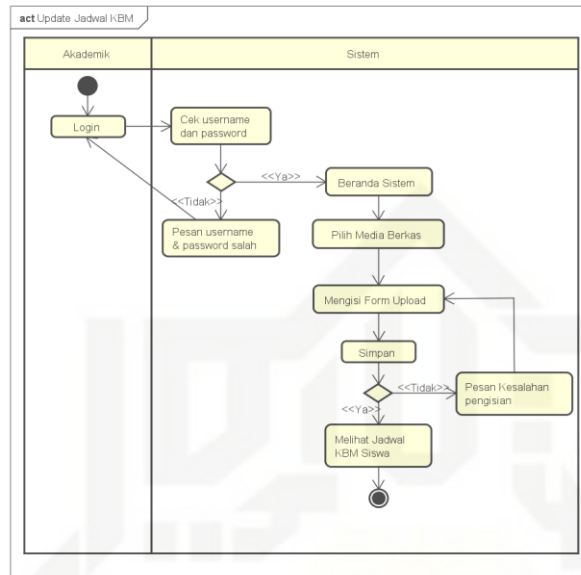 act Update Jadwal KBM
Akademik
Sistem
Login
Cek username
dan password
<<Ya>>
Beranda Sistem
<<Tidak>>
Pesan username
& password salah
Pilih Media Berkas
Mengisi Form Upload
Simpan
<<Tidak>>
Pesan Kesalahan
pengisian
<<Ya>>
Melihat Jadwal
KBM Siswa